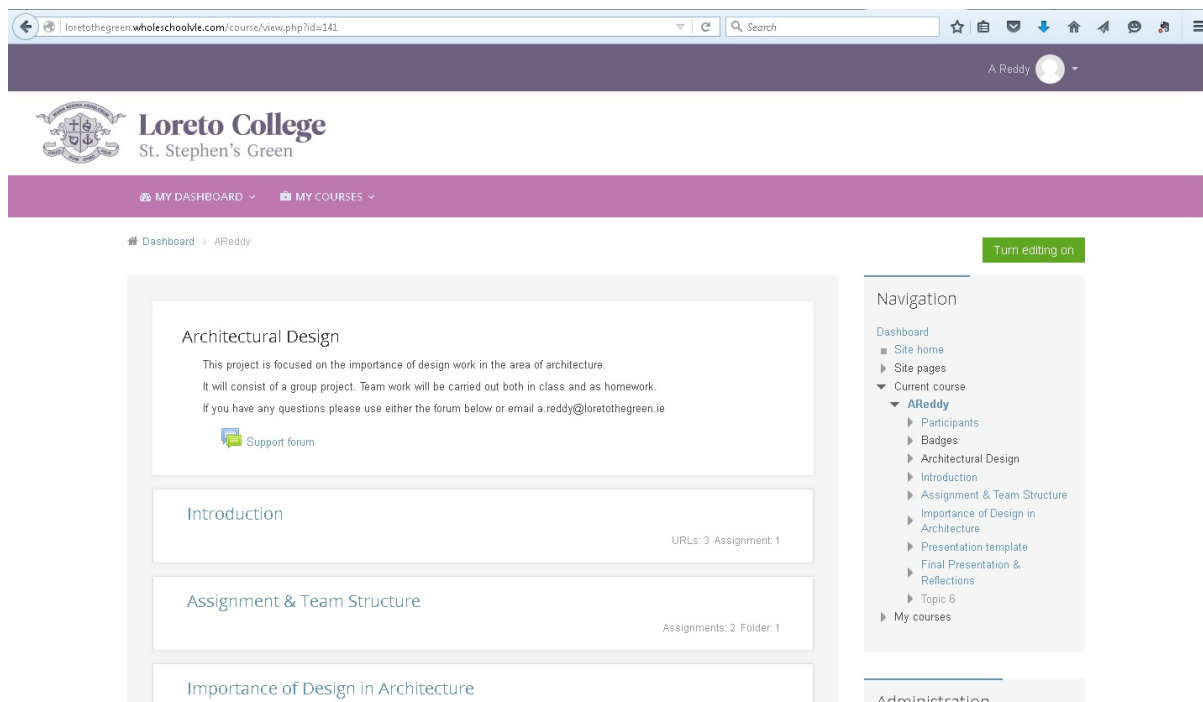 loretothegreen.wholeschoolvle.com/course/view.php?id=141
Search
A Reddy
Loreto College
St. Stephen's Green
MY DASHBOARD
MY COURSES
Dashboard
AReddy
Turn editing on
Architectural Design
This project is focused on the importance of design work in the area of architecture.
It will consist of a group project. Team work will be carried out both in class and as homework.
If you have any questions please use either the forum below or email a.reddy@loretothegreen.ie
Support forum
Introduction
URLs: 3 Assignment: 1
Assignment & Team Structure
Assignments: 2 Folder: 1
Importance of Design in Architecture
Navigation
Dashboard
Site home
Site pages
Current course
AReddy
Participants
Badges
Architectural Design
Introduction
Assignment & Team Structure
Importance of Design in
Architecture
Presentation template
Final Presentation &
Reflections
Topic 6
My courses
Administration